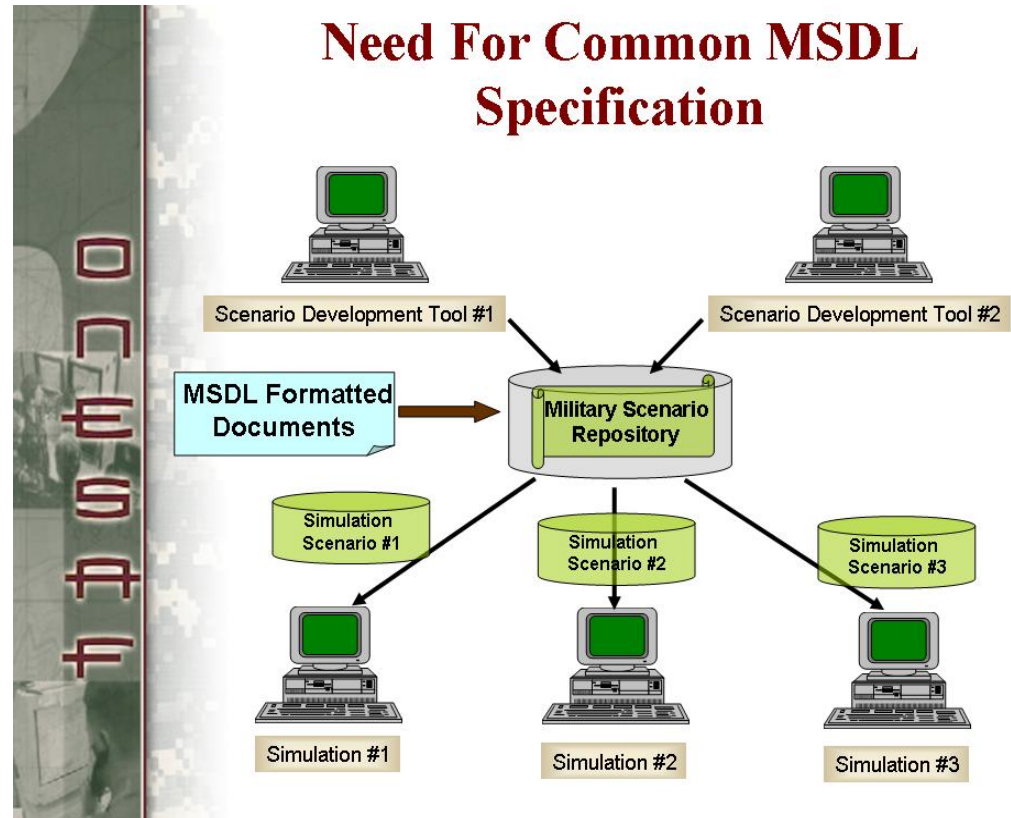 Need For Common MSDL
Specification
ONESAF
Scenario Development Tool #1
Scenario Development Tool #2
MSDL Formatted
Documents
Military Scenario
Repository
Simulation
Scenario #1
Simulation
Scenario #2
Simulation
Scenario #3
Simulation #1
Simulation #2
Simulation #3